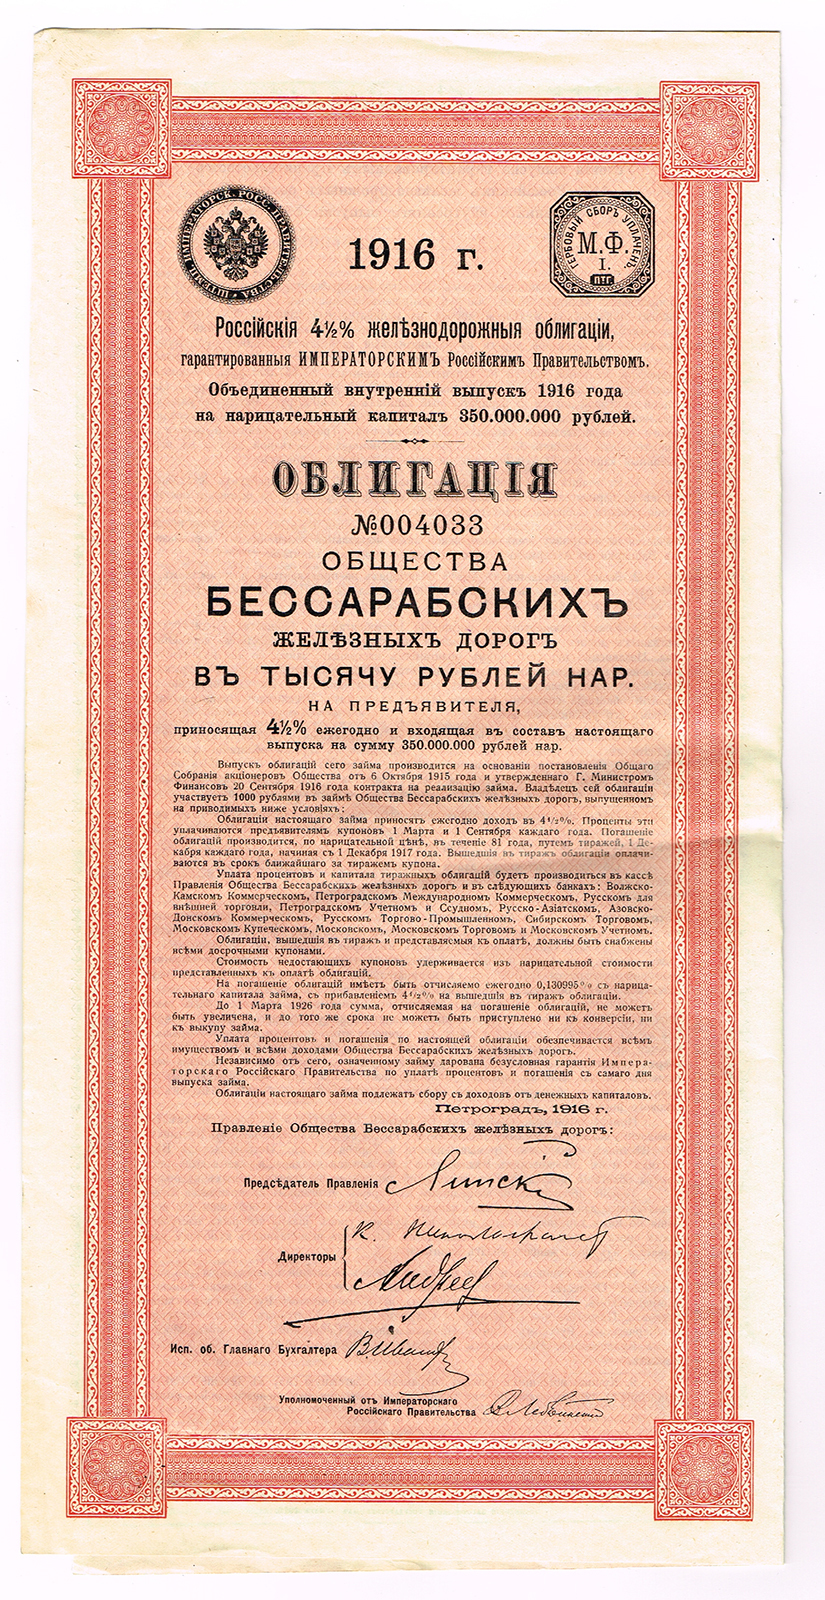 ШТЕМП. ИМПЕРАТОРСК. РОСС. ПРАВИТЕЛЬСТВА
1916 г.
ГЕРБОВЫЙ СБОРЪ УПЛАЧЕНЪ
М.Ф.
I.
Россійскія 4½% желѣзнодорожныя облигаціи,
гарантированныя ИМПЕРАТОРСКИМЪ Россійскимъ Правительствомъ.
Объединенный внутренній выпускъ 1916 года
на нарицательный капиталъ 350.000.000 рублей.
ОБЛИГАЦІЯ
№004033
ОБЩЕСТВА
БЕССАРАБСКИХЪ
ЖЕЛѢЗНЫХЪ ДОРОГЪ
ВЪ ТЫСЯЧУ РУБЛЕЙ НАР.
НА ПРЕДЪЯВИТЕЛЯ,
приносящая 4½% ежегодно и входящая въ составъ настоящаго
выпуска на сумму 350.000.000 рублей нар.
Выпускъ облигацій сего займа производится на основаніи постановленія Общаго
Собранія акціонеровъ Общества отъ 6 Октября 1915 года и утвержденнаго Г. Министромъ
Финансовъ 20 Сентября 1916 года контракта на реализацію займа. Владѣлецъ сей облигаціи
участвуетъ 1000 рублями въ займѣ Общества Бессарабскихъ желѣзныхъ дорогъ, выпущенномъ
на приводимыхъ ниже условіяхъ:
Облигаціи настоящаго займа приносятъ ежегодно доходъ въ 4½%. Проценты эти
уплачиваются предъявителямъ купоновъ 1 Марта и 1 Сентября каждаго года. Погашеніе
облигацій производится, по нарицательной цѣнѣ, въ теченіе 81 года, путемъ тиражей, 1 Де-
кабря каждаго года, начиная съ 1 Декабря 1917 года. Вышедшія въ тиражъ облигаціи оплачи-
ваются въ срокъ ближайшаго за тиражемъ купона.
Уплата процентовъ и капитала тиражныхъ облигацій будетъ производиться въ кассѣ
Правленія Общества Бессарабскихъ желѣзныхъ дорогъ и въ слѣдующихъ банкахъ: Волжско-
Камскомъ Коммерческомъ, Петроградскомъ Международномъ Коммерческомъ, Русскомъ для
внѣшней торговли, Петроградскомъ Учетномъ и Ссудномъ, Русско-Азіатскомъ, Азовско-
Донскомъ Коммерческомъ, Русскомъ Торгово-Промышленномъ, Сибирскомъ Торговомъ,
Московскомъ Купеческомъ, Московскомъ, Московскомъ Торговомъ и Московскомъ Учетномъ.
Облигаціи, вышедшія въ тиражъ и представляемыя къ оплатѣ, должны быть снабжены
всѣми досрочными купонами.
Стоимость недостающихъ купоновъ удерживается изъ нарицательной стоимости
представленныхъ къ оплатѣ облигацій.
На погашеніе облигацій имѣетъ быть отчисляемо ежегодно 0,130995% съ нарица-
тельнаго капитала займа, съ прибавленіемъ 4½% на вышедшія въ тиражъ облигаціи.
До 1 Марта 1926 года сумма, отчисляемая на погашеніе облигацій, не можетъ
быть увеличена, и до того же срока не можетъ быть приступлено ни къ конверсіи, ни
къ выкупу займа.
Уплата процентовъ и погашенія по настоящей облигаціи обезпечивается всѣмъ
имуществомъ и всѣми доходами Общества Бессарабскихъ желѣзныхъ дорогъ.
Независимо отъ сего, означенному займу дарована безусловная гарантія Импера-
торскаго Россійскаго Правительства по уплатѣ процентовъ и погашенія съ самаго дня
выпуска займа.
Облигаціи настоящаго займа подлежатъ сбору съ доходовъ отъ денежныхъ капиталовъ.
Петроградъ, 1916 г.
Правленіе Общества Бессарабскихъ желѣзныхъ дорогъ:
Предсѣдатель Правленія
Директоры
Андреев
Исп. об. Главнаго Бухгалтера
Уполномоченный отъ Императорскаго
Россійскаго Правительства